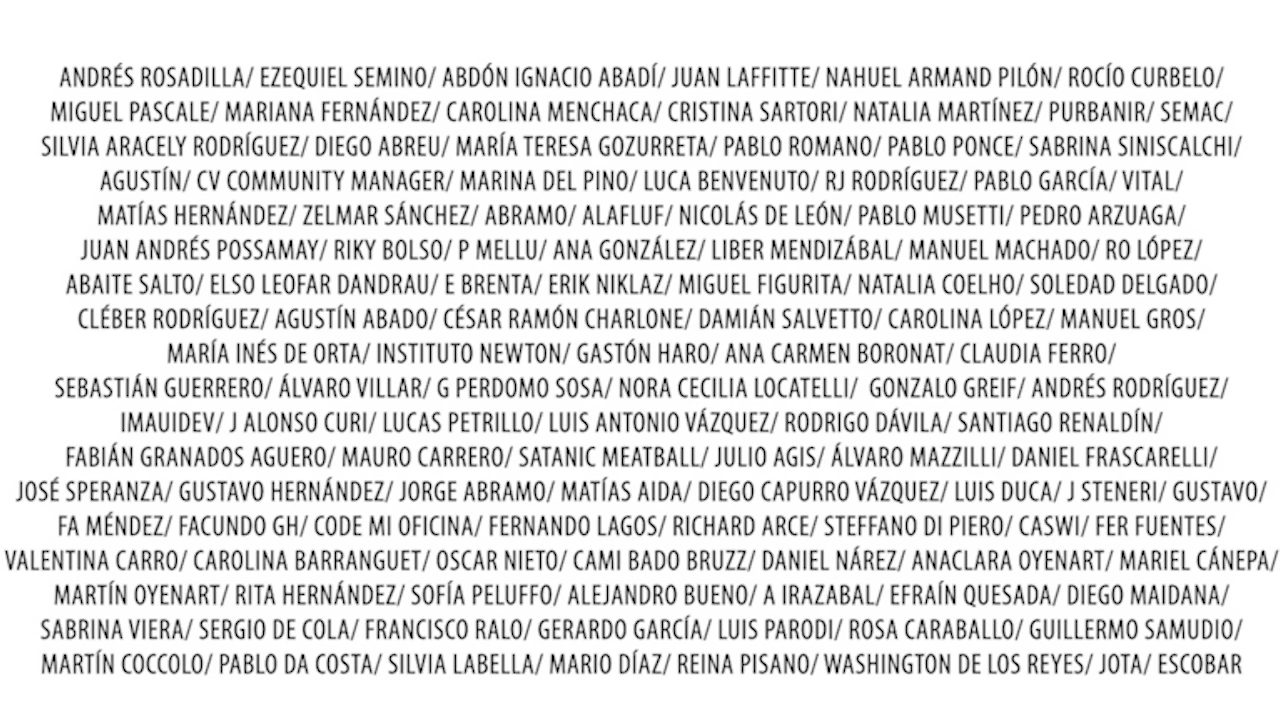 ANDRÉS ROSADILLA/ EZEQUIEL SEMINO/ ABDÓN IGNACIO ABADÍ/ JUAN LAFFITTE/ NAHUEL ARMAND PILÓN/ ROCÍO CURBELO/
MIGUEL PASCALE/ MARIANA FERNÁNDEZ/ CAROLINA MENCHACA/ CRISTINA SARTORI/ NATALIA MARTÍNEZ/ PURBANIR/ SEMAC/
SILVIA ARACELY RODRÍGUEZ/ DIEGO ABREU/ MARÍA TERESA GOZURRETA/ PABLO ROMANO/ PABLO PONCE/ SABRINA SINISCALCHI/
AGUSTÍN/ CV COMMUNITY MANAGER/ MARINA DEL PINO/ LUCA BENVENUTO/ RJ RODRÍGUEZ/ PABLO GARCÍA/ VITAL/
MATÍAS HERNÁNDEZ/ ZELMAR SÁNCHEZ/ ABRAMO/ ALAFLUF/ NICOLÁS DE LEÓN/ PABLO MUSETTI/ PEDRO ARZUAGA/
JUAN ANDRÉS POSSAMAY/ RIKY BOLSO/ P MELLU/ ANA GONZÁLEZ/ LIBER MENDIZÁBAL/ MANUEL MACHADO/ RO LÓPEZ/
ABAITE SALTO/ ELSO LEOFAR DANDRAU/ E BRENTA/ ERIK NIKLAZ/ MIGUEL FIGURITA/ NATALIA COELHO/ SOLEDAD DELGADO/
CLÉBER RODRÍGUEZ/ AGUSTÍN ABADO/ CÉSAR RAMÓN CHARLONE/ DAMIÁN SALVETTO/ CAROLINA LÓPEZ/ MANUEL GROS/
MARÍA INÉS DE ORTA/ INSTITUTO NEWTON/ GASTÓN HARO/ ANA CARMEN BORONAT/ CLAUDIA FERRO/
SEBASTIÁN GUERRERO/ ÁLVARO VILLAR/ G PERDOMO SOSA/ NORA CECILIA LOCATELLI/ GONZALO GREIF/ ANDRÉS RODRÍGUEZ/
IMAUIDEV/ J ALONSO CURI/ LUCAS PETRILLO/ LUIS ANTONIO VÁZQUEZ/ RODRIGO DÁVILA/ SANTIAGO RENALDÍN/
FABIÁN GRANADOS AGUERO/ MAURO CARRERO/ SATANIC MEATBALL/ JULIO AGIS/ ÁLVARO MAZZILLI/ DANIEL FRASCARELLI/
JOSÉ SPERANZA/ GUSTAVO HERNÁNDEZ/ JORGE ABRAMO/ MATÍAS AIDA/ DIEGO CAPURRO VÁZQUEZ/ LUIS DUCA/ J STENERI/ GUSTAVO/
FA MÉNDEZ/ FACUNDO GH/ CODE MI OFICINA/ FERNANDO LAGOS/ RICHARD ARCE/ STEFFANO DI PIERO/ CASWI/ FER FUENTES/
VALENTINA CARRO/ CAROLINA BARRANGUET/ OSCAR NIETO/ CAMI BADO BRUZZ/ DANIEL NÁREZ/ ANACLARA OYENART/ MARIEL CÁNEPA/
MARTÍN OYENART/ RITA HERNÁNDEZ/ SOFÍA PELUFFO/ ALEJANDRO BUENO/ A IRAZABAL/ EFRAÍN QUESADA/ DIEGO MAIDANA/
SABRINA VIERA/ SERGIO DE COLA/ FRANCISCO RALO/ GERARDO GARCÍA/ LUIS PARODI/ ROSA CARABALLO/ GUILLERMO SAMUDIO/
MARTÍN COCCOLO/ PABLO DA COSTA/ SILVIA LABELLA/ MARIO DÍAZ/ REINA PISANO/ WASHINGTON DE LOS REYES/ JOTA/ ESCOBAR